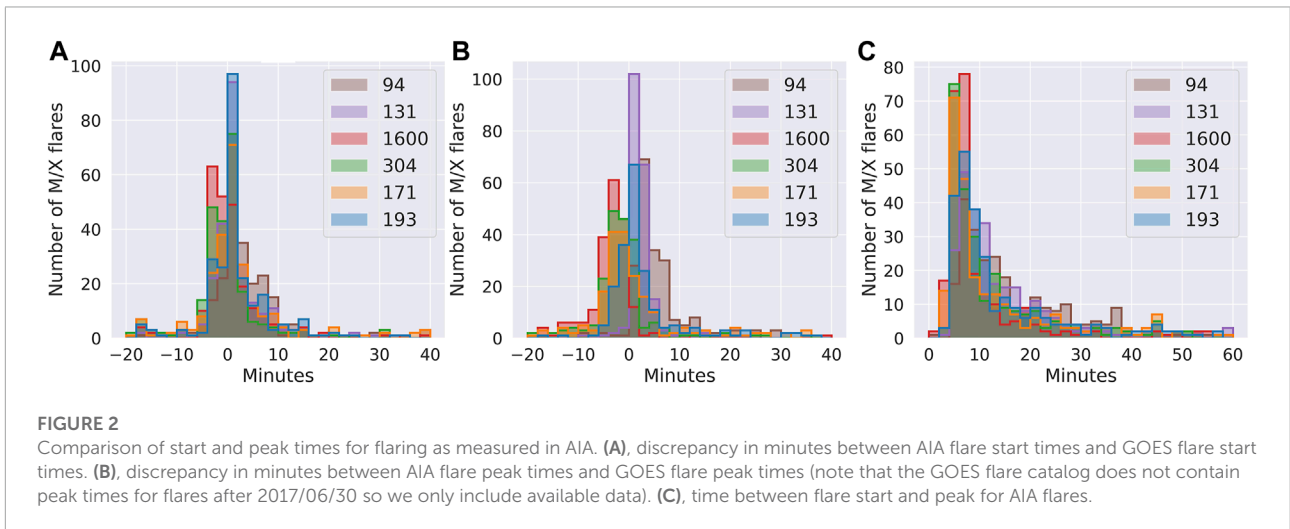 A
B
C
Number of M/X flares
100
80
60
40
20
0
94
131
1600
304
171
193
−20 −10 0 10 20 30 40
Minutes
Number of M/X flares
100
80
60
40
20
0
94
131
1600
304
171
193
−20 −10 0 10 20 30 40
Minutes
Number of M/X flares
80
70
60
50
40
30
20
10
0
94
131
1600
304
171
193
0 10 20 30 40 50 60
Minutes
FIGURE 2
Comparison of start and peak times for flaring as measured in AIA. (A), discrepancy in minutes between AIA flare start times and GOES flare start
times. (B), discrepancy in minutes between AIA flare peak times and GOES flare peak times (note that the GOES flare catalog does not contain
peak times for flares after 2017/06/30 so we only include available data). (C), time between flare start and peak for AIA flares.